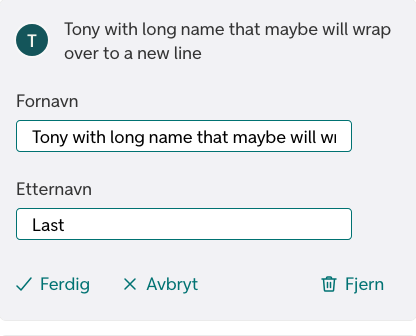 T
Tony with long name that maybe will wrap
over to a new line
Fornavn
Tony with long name that maybe will
Etternavn
Last
Ferdig
Avbryt
Fjern